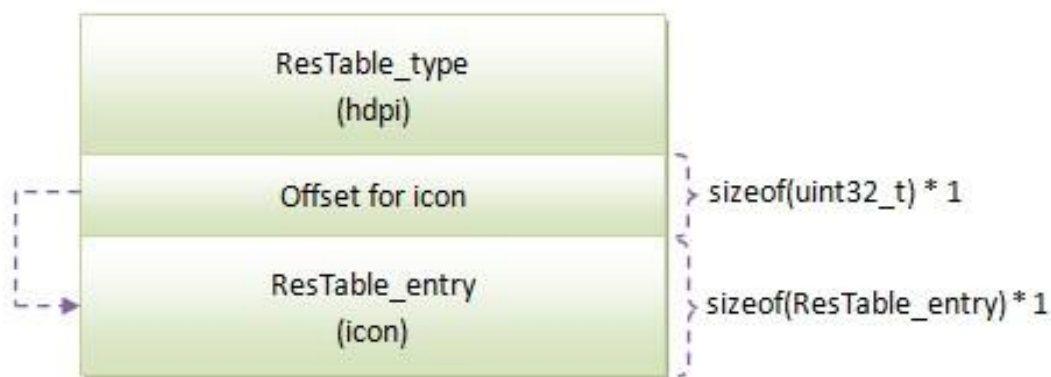 ResTable_type
(hdpi)
Offset for icon
sizeof(uint32_t) * 1
ResTable_entry
(icon)
sizeof(ResTable_entry) * 1